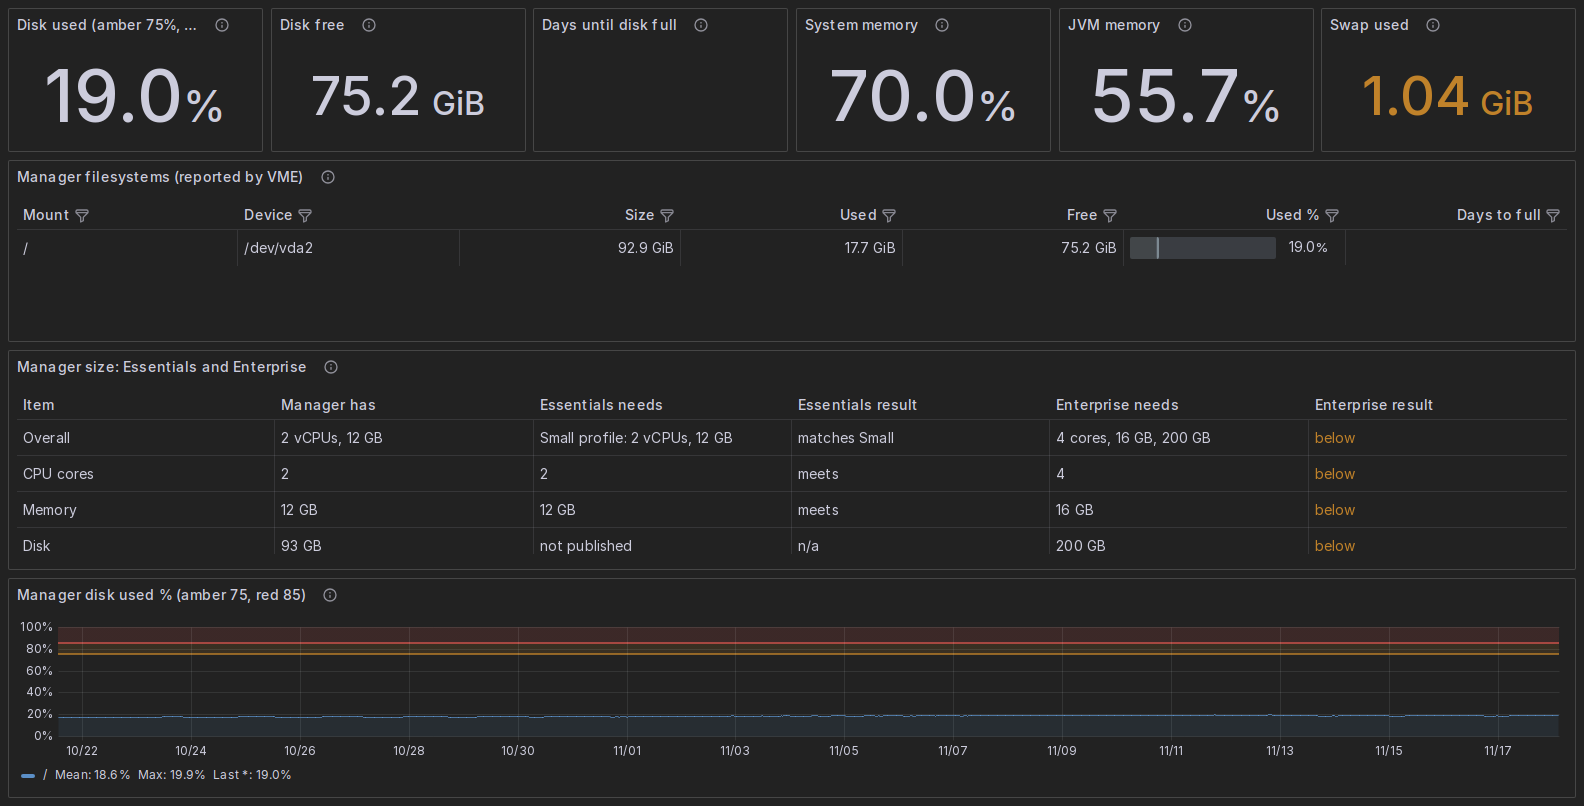 Disk used (amber 75%, ...
Disk free
Days until disk full
System memory
JVM memory
Swap used
19.0%
75.2 GiB
70.0%
55.7%
1.04 GiB
Manager filesystems (reported by VME)
Mount Device Size Used Free Used % Days to full
/ /dev/vda2 92.9 GiB 17.7 GiB 75.2 GiB 19.0%
Manager size: Essentials and Enterprise
Item Manager has Essentials needs Essentials result Enterprise needs Enterprise result
Overall 2 vCPUs, 12 GB Small profile: 2 vCPUs, 12 GB matches Small 4 cores, 16 GB, 200 GB below
CPU cores 2 2 meets 4 below
Memory 12 GB 12 GB meets 16 GB below
Disk 93 GB not published n/a 200 GB below
Manager disk used % (amber 75, red 85)
100%
80%
60%
40%
20%
0%
10/22 10/24 10/26 10/28 10/30 11/01 11/03 11/05 11/07 11/09 11/11 11/13 11/15 11/17
/ Mean: 18.6% Max: 19.9% Last *: 19.0%